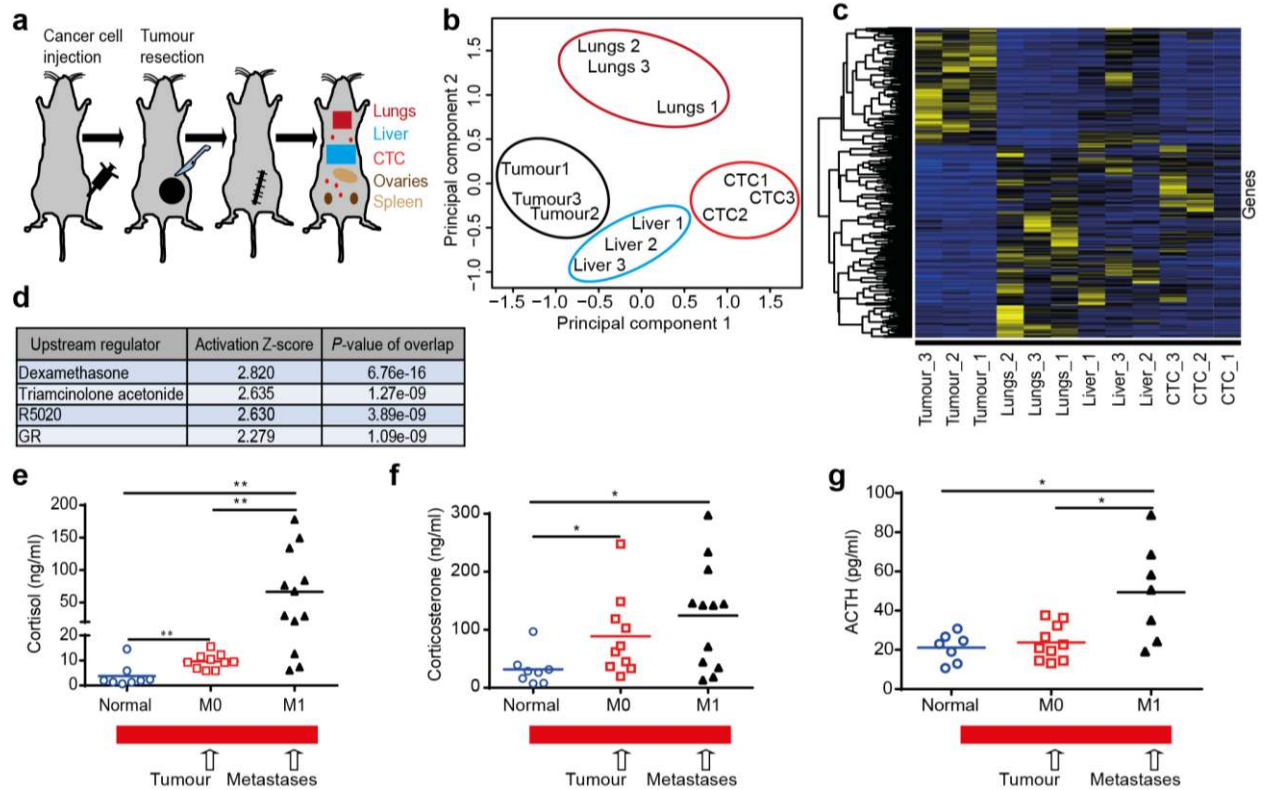 a
Cancer cell
injection
Tumour
resection
Lungs
Liver
CTC
Ovaries
Spleen
b
Principal component 2
1.5
1.0
0.5
0.0
−0.5
−1.0
Lungs 2
Lungs 3
Lungs 1
Tumour1
Tumour3
Tumour2
CTC1
CTC3
CTC2
Liver 1
Liver 2
Liver 3
−1.5 −1.0 −0.5 0.0 0.5 1.0 1.5
Principal component 1
c
Genes
Tumour_3
Tumour_2
Tumour_1
Lungs_2
Lungs_3
Lungs_1
Liver_1
Liver_3
Liver_2
CTC_3
CTC_2
CTC_1
d
Upstream regulator Activation Z-score P-value of overlap
Dexamethasone 2.820 6.76e-16
Triamcinolone acetonide 2.635 1.27e-09
R5020 2.630 3.89e-09
GR 2.279 1.09e-09
e
Cortisol (ng/ml)
200
150
100
50
20
10
0
**
**
**
Normal M0 M1
Tumour Metastases
f
Corticosterone (ng/ml)
300
200
100
0
*
*
Normal M0 M1
Tumour Metastases
g
ACTH (pg/ml)
100
80
60
40
20
0
*
*
Normal M0 M1
Tumour Metastases